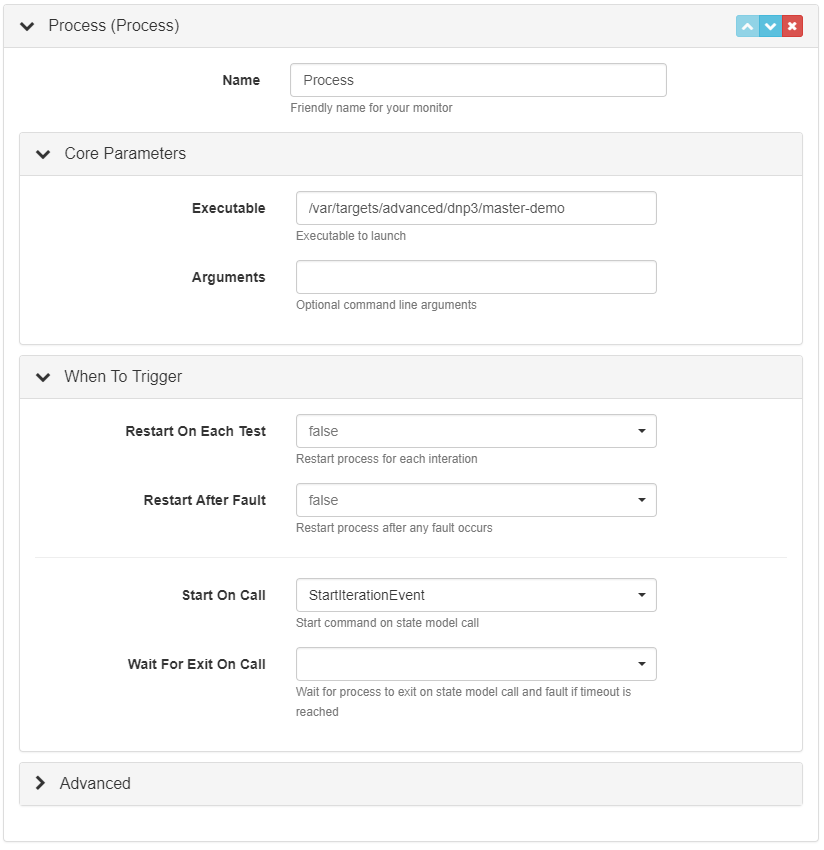 Process (Process)
Name
Process
Friendly name for your monitor
Core Parameters
Executable
/var/targets/advanced/dnp3/master-demo
Executable to launch
Arguments
Optional command line arguments
When To Trigger
Restart On Each Test
false
Restart process for each interation
Restart After Fault
false
Restart process after any fault occurs
Start On Call
StartIterationEvent
Start command on state model call
Wait For Exit On Call
Wait for process to exit on state model call and fault if timeout is
reached
Advanced